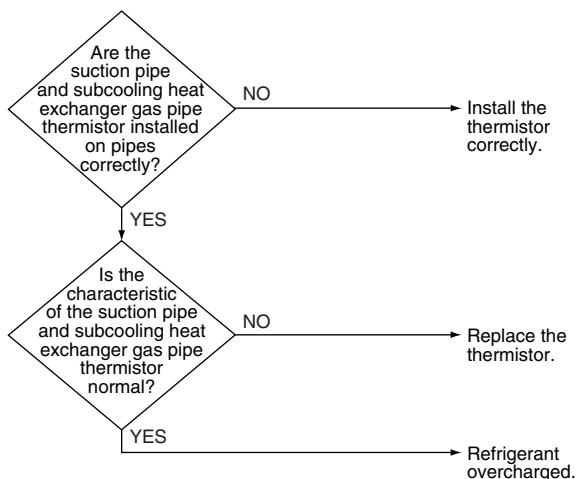 Are the
suction pipe
and subcooling heat
exchanger gas pipe
thermistor installed
on pipes
correctly?
NO
Install the
thermistor
correctly.
YES
Is the
characteristic
of the suction pipe
and subcooling heat
exchanger gas pipe
thermistor
normal?
NO
Replace the
thermistor.
YES
Refrigerant
overcharged.